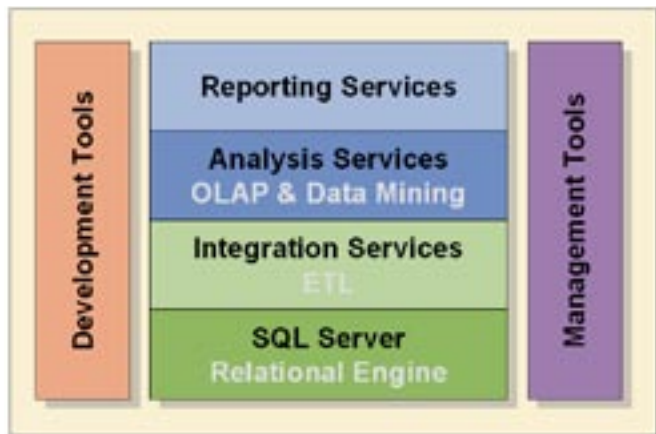 Development Tools
Reporting Services
Analysis Services
OLAP & Data Mining
Integration Services
ETL
SQL Server
Relational Engine
Management Tools